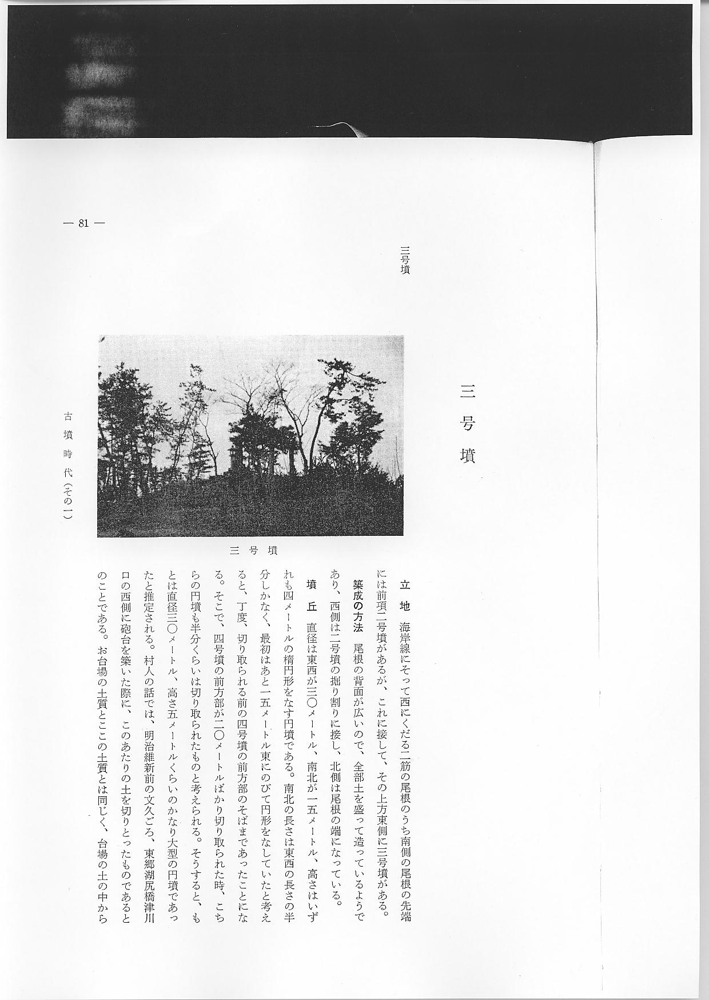 三号墳
三号墳
三号墳
立地　海岸線にそって西にくだる二筋の尾根のうち南側の尾根の先端
には前項二号墳があるが、これに接して、その上方東側に三号墳がある。
築成の方法　尾根の背面が広いので、全部土を盛って造っているようで
あり、西側は二号墳の掘り割りに接し、北側は尾根の端になっている。
墳丘　直径は東西が三〇メートル、南北が一五メートル、高さはいず
れも四メートルの楕円形をなす円墳である。南北の長さは東西の長さの半
分しかなく、最初はあと一五メートル東にのびて円形をなしていたと考え
ると、丁度、切り取られる前の四号墳の前方部のそばまであったことにな
る。そこで、四号墳の前方部が二〇メートルばかり切り取られた時、こち
らの円墳も半分くらいは切り取られたものと考えられる。そうすると、も
とは直径三〇メートル、高さ五メートルくらいのかなり大型の円墳であっ
たと推定される。村人の話では、明治維新前の文久ごろ、東郷湖尻橋津川
ロの西側に砲台を築いた際に、このあたりの土を切りとったものであると
のことである。お台場の土質とここの土質とは同じく、台場の土の中から
古墳時代（その一）
— 81 —